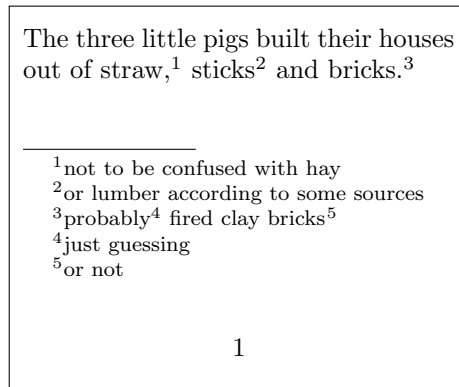 The three little pigs built their houses
out of straw,¹ sticks² and bricks.³
¹not to be confused with hay
²or lumber according to some sources
³probably⁴ fired clay bricks⁵
⁴just guessing
⁵or not
1